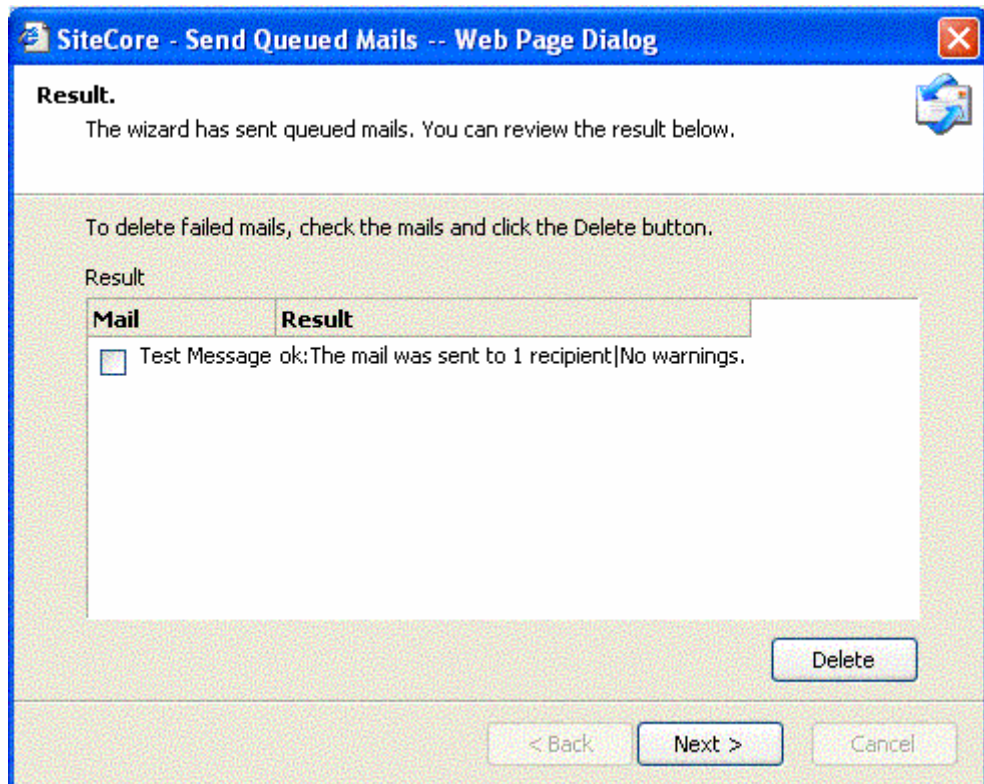 SiteCore - Send Queued Mails -- Web Page Dialog
Result.
The wizard has sent queued mails. You can review the result below.
To delete failed mails, check the mails and click the Delete button.
Result
Mail Result
Test Message ok:The mail was sent to 1 recipient|No warnings.
Delete
< Back Next > Cancel